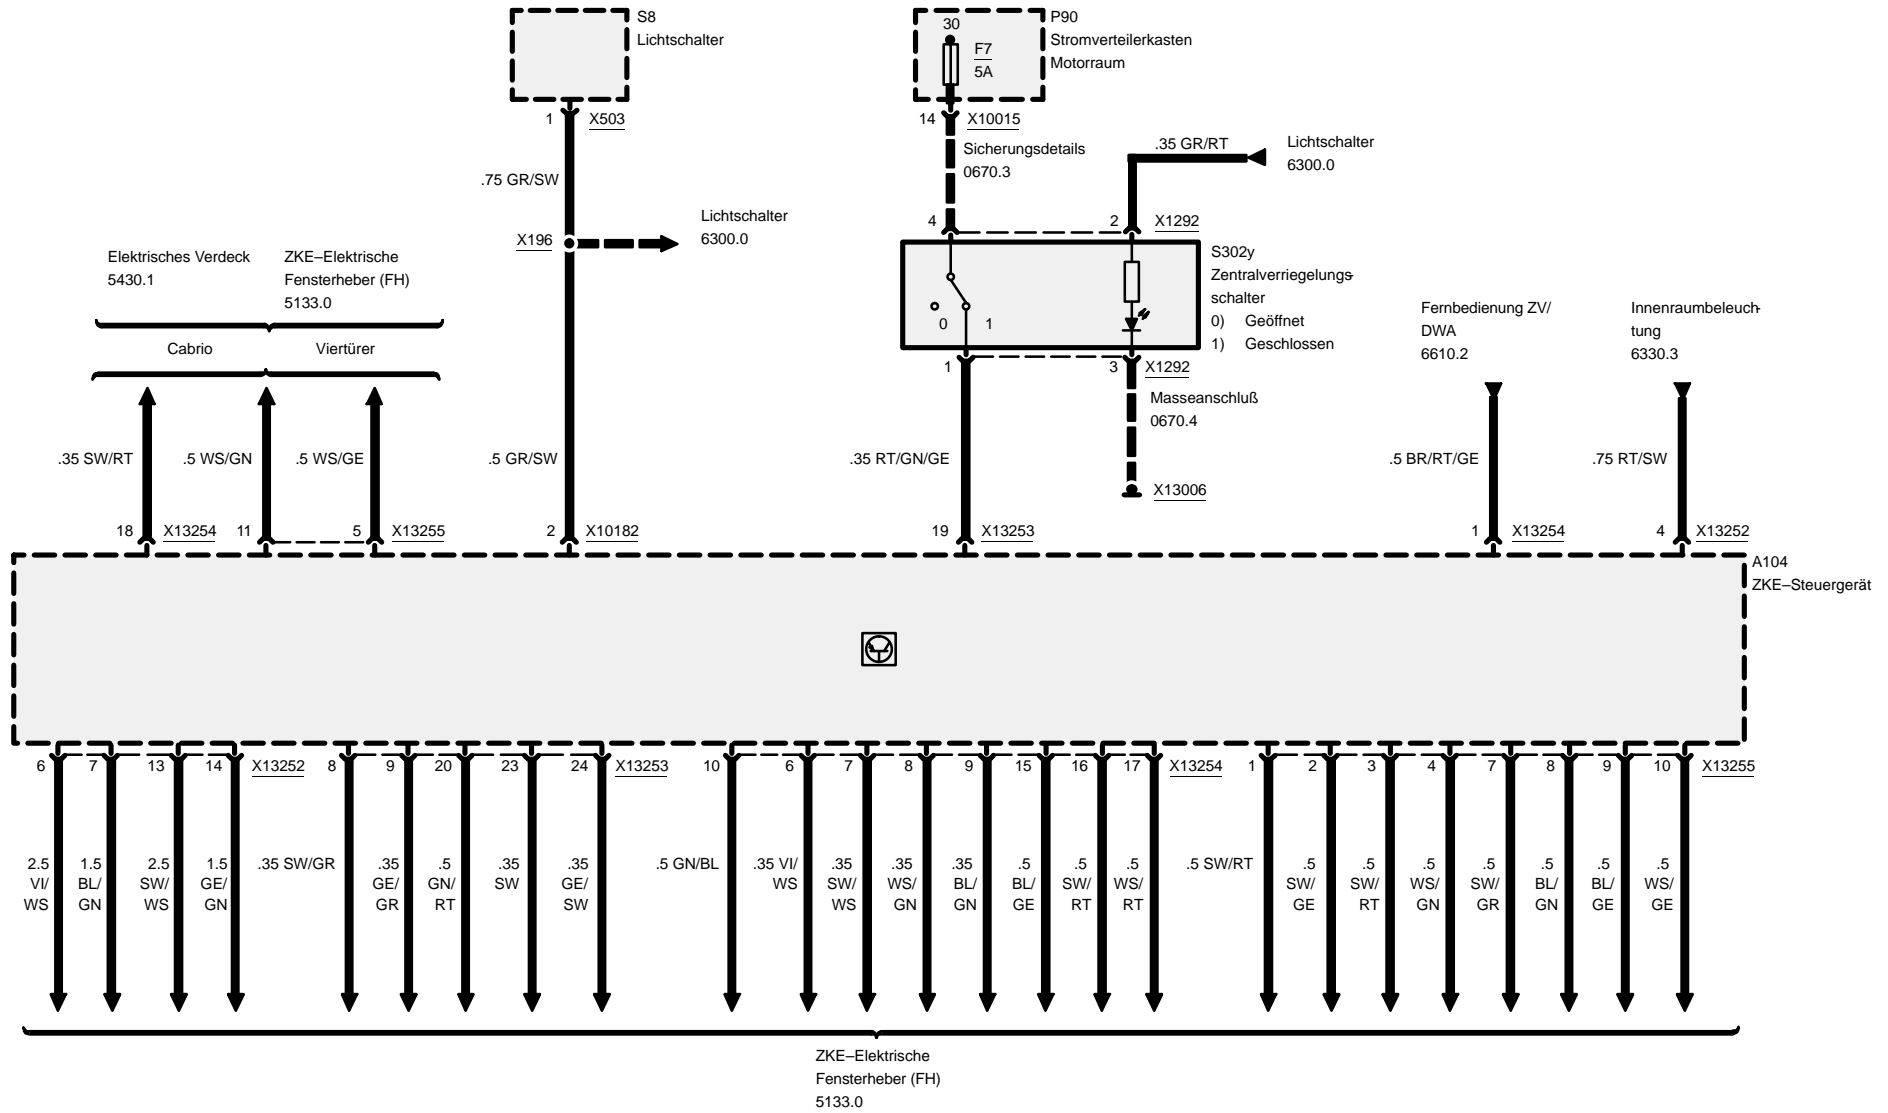 S8
Lichtschalter
1 X503
.75 GR/SW
X196
Lichtschalter
6300.0
.5 GR/SW
2 X10182
P90
Stromverteilerkasten
Motorraum
30
F7
5A
14 X10015
Sicherungsdetails
0670.3
.35 GR/RT
Lichtschalter
6300.0
4
2 X1292
S302y
Zentralverriegelungs-
schalter
0) Geöffnet
1) Geschlossen
0 1
1
3 X1292
Masseanschluß
0670.4
X13006
.35 RT/GN/GE
19 X13253
Elektrisches Verdeck
5430.1
ZKE–Elektrische
Fensterheber (FH)
5133.0
Cabrio
Viertürer
.35 SW/RT
.5 WS/GN
.5 WS/GE
18 X13254
11
5 X13255
Fernbedienung ZV/
DWA
6610.2
.5 BR/RT/GE
1 X13254
Innenraumbeleuch-
tung
6330.3
.75 RT/SW
4 X13252
A104
ZKE–Steuergerät
6 7 13 14 X13252 8 9 20 23 24 X13253 10 6 7 8 9 15 16 17 X13254 1 2 3 4 7 8 9 10 X13255
2.5 1.5 2.5 1.5 .35 SW/GR .35 .5 .35 .35 .5 GN/BL .35 VI/ .35 .35 .35 .5 .5 .5 .5 SW/RT .5 .5 .5 .5 .5 .5 .5
VI/ BL/ SW/ GE/ GE/ GN/ SW GE/ WS SW/ WS/ BL/ BL/ SW/ WS/ SW/ SW/ WS/ SW/ BL/ BL/ WS/
WS GN WS GN GR RT SW WS GN GN GE RT RT GE RT GN GR GN GE GE
ZKE–Elektrische
Fensterheber (FH)
5133.0